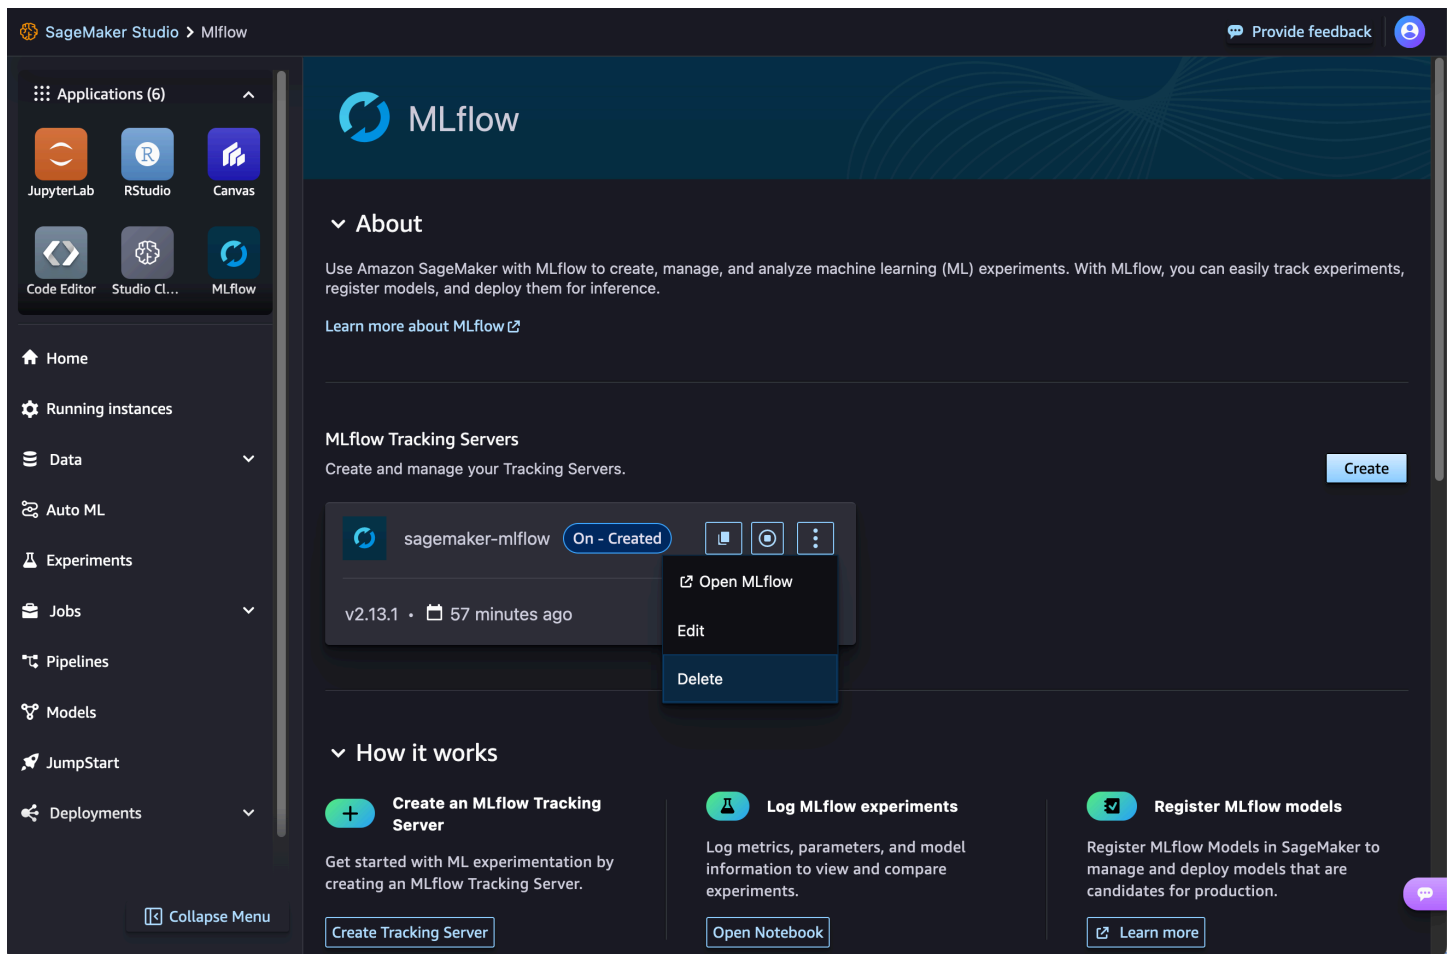 SageMaker Studio > Mlflow
Provide feedback
Applications (6)
JupyterLab
RStudio
Canvas
Code Editor
Studio Cl...
MLflow
Home
Running instances
Data
Auto ML
Experiments
Jobs
Pipelines
Models
JumpStart
Deployments
Collapse Menu
MLflow
About
Use Amazon SageMaker with MLflow to create, manage, and analyze machine learning (ML) experiments. With MLflow, you can easily track experiments,
register models, and deploy them for inference.
Learn more about MLflow
MLflow Tracking Servers
Create and manage your Tracking Servers.
Create
sagemaker-mlflow
On - Created
v2.13.1 • 57 minutes ago
Open MLflow
Edit
Delete
How it works
Create an MLflow Tracking
Server
Get started with ML experimentation by
creating an MLflow Tracking Server.
Create Tracking Server
Log MLflow experiments
Log metrics, parameters, and model
information to view and compare
experiments.
Open Notebook
Register MLflow models
Register MLflow Models in SageMaker to
manage and deploy models that are
candidates for production.
Learn more